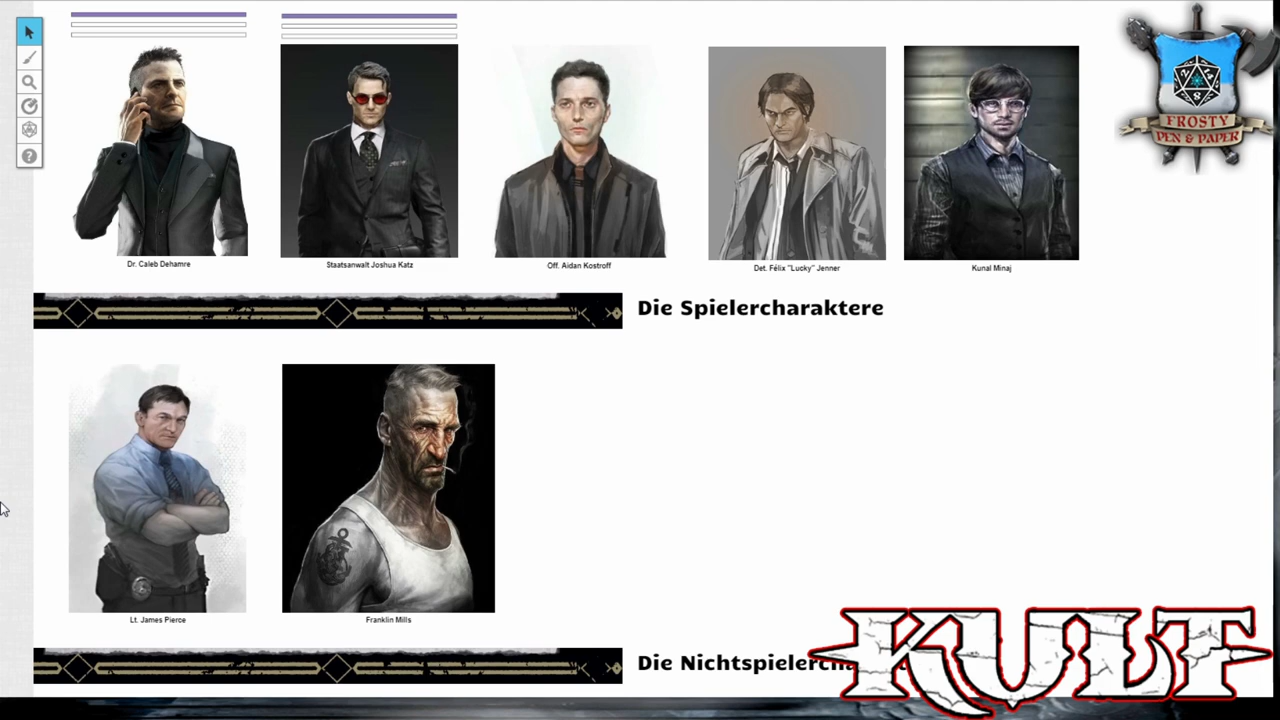 FROSTY
PEN & PAPER
Dr. Caleb Dehamre
Staatsanwalt Joshua Katz
Off. Aidan Kostroff
Det. Félix "Lucky" Jenner
Kunal Minaj
Die Spielercharaktere
Lt. James Pierce
Franklin Mills
Die Nichtspielercha
KULT